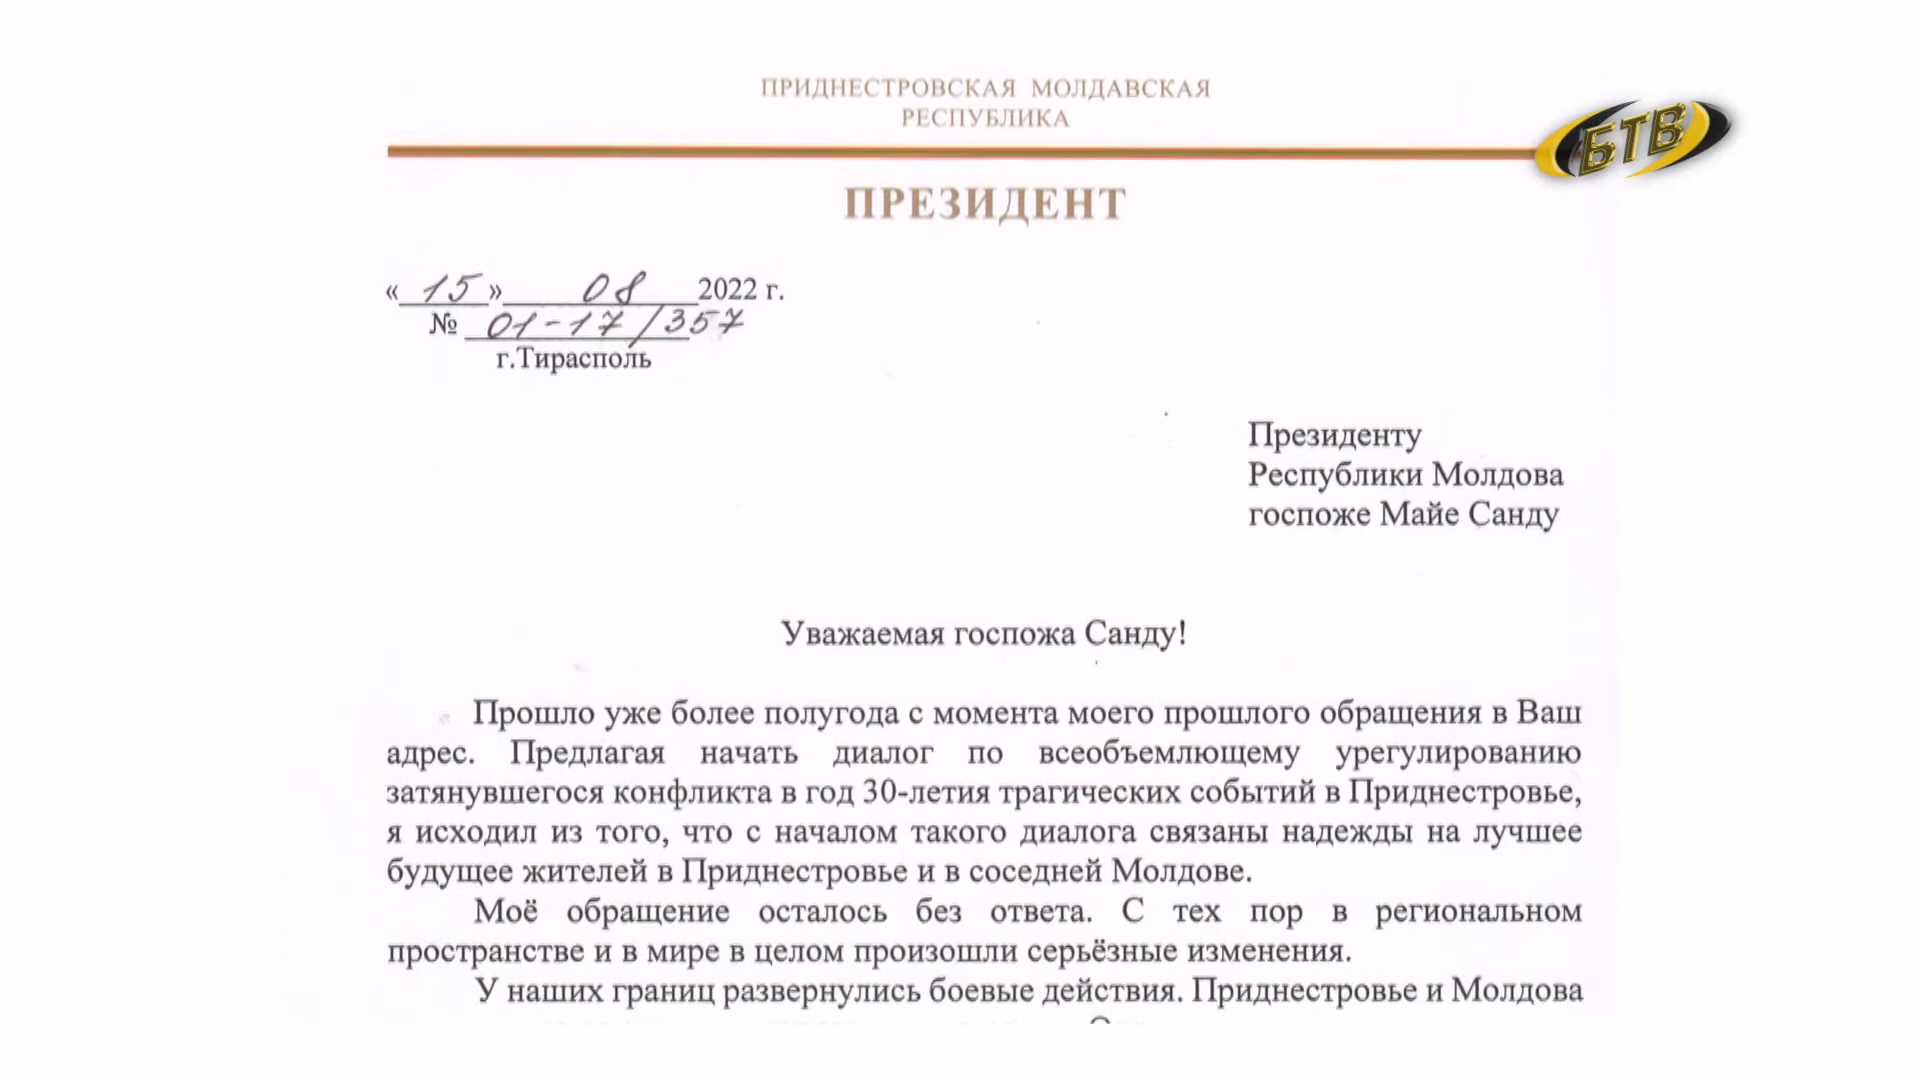 ПРИДНЕСТРОВСКАЯ МОЛДАВСКАЯ
РЕСПУБЛИКА
БТВ
ПРЕЗИДЕНТ
« 15 » 08 2022 г.
№ 01-17/357
г.Тирасполь
Президенту
Республики Молдова
госпоже Майе Санду
Уважаемая госпожа Санду!
Прошло уже более полугода с момента моего прошлого обращения в Ваш
адрес. Предлагая начать диалог по всеобъемлющему урегулированию
затянувшегося конфликта в год 30-летия трагических событий в Приднестровье,
я исходил из того, что с началом такого диалога связаны надежды на лучшее
будущее жителей в Приднестровье и в соседней Молдове.
Моё обращение осталось без ответа. С тех пор в региональном
пространстве и в мире в целом произошли серьёзные изменения.
У наших границ развернулись боевые действия. Приднестровье и Молдова